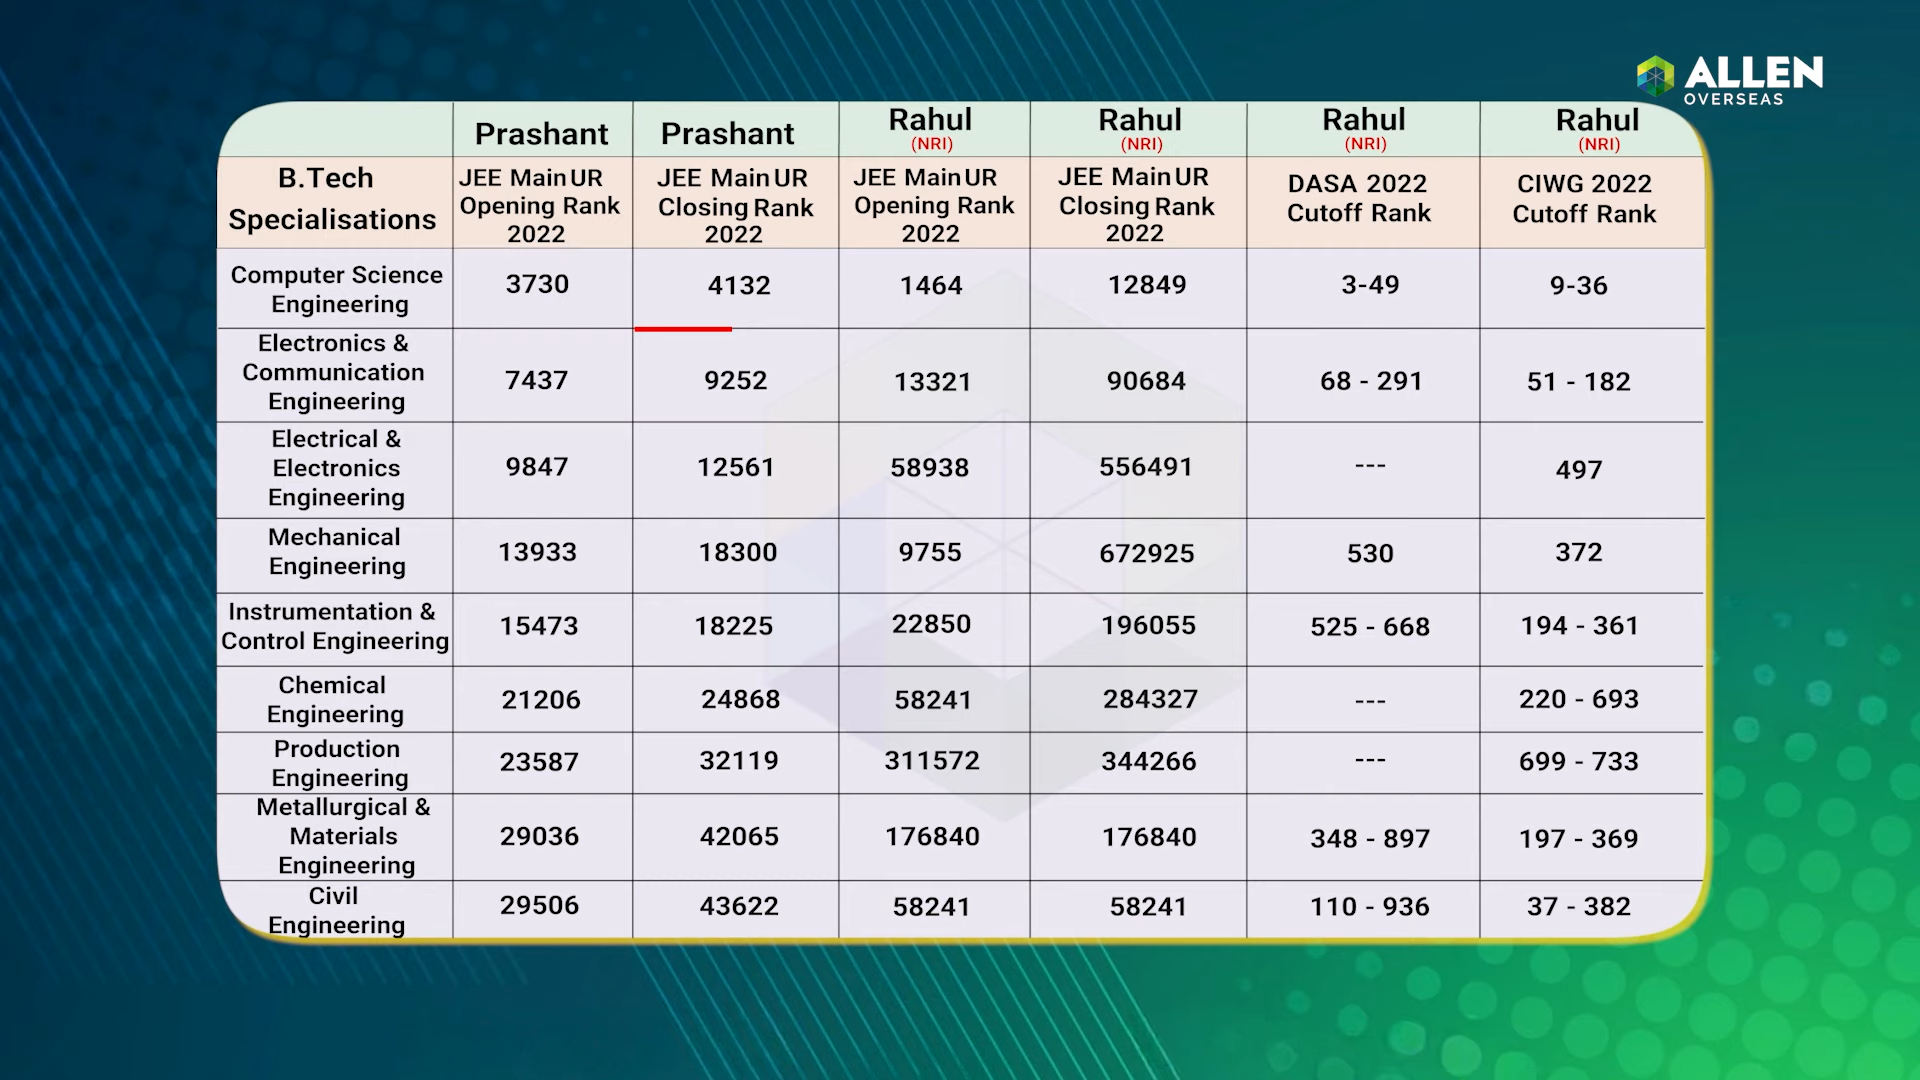 ALLEN
OVERSEAS
Prashant Prashant Rahul Rahul Rahul Rahul
(NRI) (NRI) (NRI) (NRI)
B.Tech
Specialisations
JEE Main UR
Opening Rank
2022
JEE Main UR
Closing Rank
2022
JEE Main UR
Opening Rank
2022
JEE Main UR
Closing Rank
2022
DASA 2022
Cutoff Rank
CIWG 2022
Cutoff Rank
Computer Science
Engineering
3730 4132 1464 12849 3-49 9-36
Electronics &
Communication
Engineering
7437 9252 13321 90684 68 - 291 51 - 182
Electrical &
Electronics
Engineering
9847 12561 58938 556491 --- 497
Mechanical
Engineering
13933 18300 9755 672925 530 372
Instrumentation &
Control Engineering
15473 18225 22850 196055 525 - 668 194 - 361
Chemical
Engineering
21206 24868 58241 284327 --- 220 - 693
Production
Engineering
23587 32119 311572 344266 --- 699 - 733
Metallurgical &
Materials
Engineering
29036 42065 176840 176840 348 - 897 197 - 369
Civil
Engineering
29506 43622 58241 58241 110 - 936 37 - 382